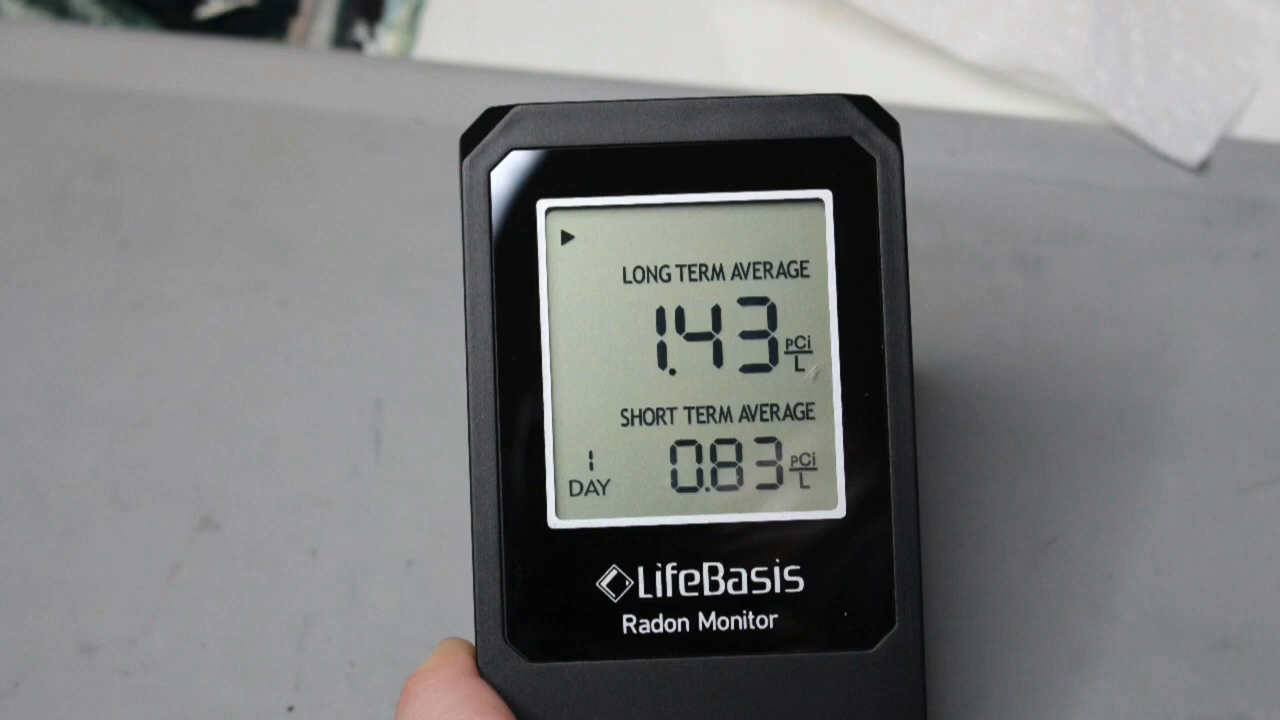 LONG TERM AVERAGE
1.43 pCi/L
SHORT TERM AVERAGE
1 DAY 0.83 pCi/L
LifeBasis
Radon Monitor